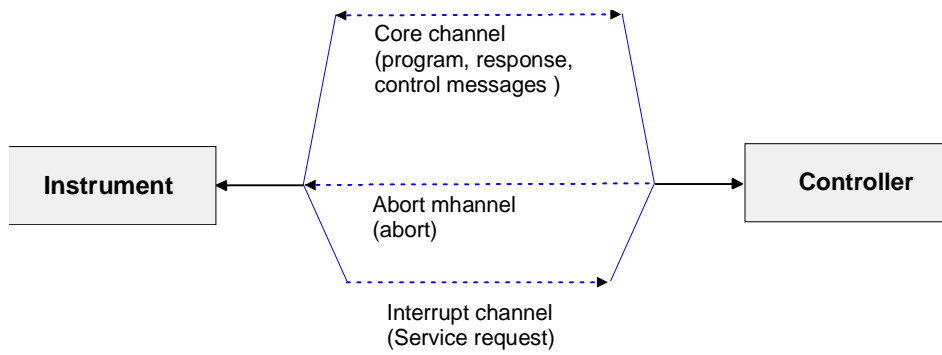 Core channel
(program, response,
control messages )
Instrument
Controller
Abort mhannel
(abort)
Interrupt channel
(Service request)